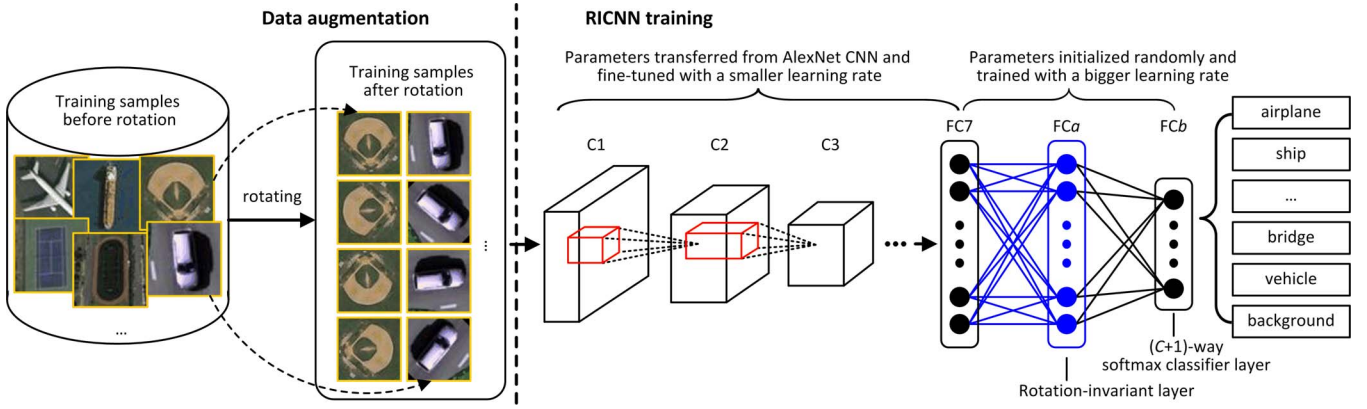 Data augmentation
RICNN training
Training samples
before rotation
...
rotating
Training samples
after rotation
...
Parameters transferred from AlexNet CNN and
fine-tuned with a smaller learning rate
Parameters initialized randomly and
trained with a bigger learning rate
C1
C2
C3
FC7
FCa
FCb
airplane
ship
...
bridge
vehicle
background
(C+1)-way
softmax classifier layer
Rotation-invariant layer